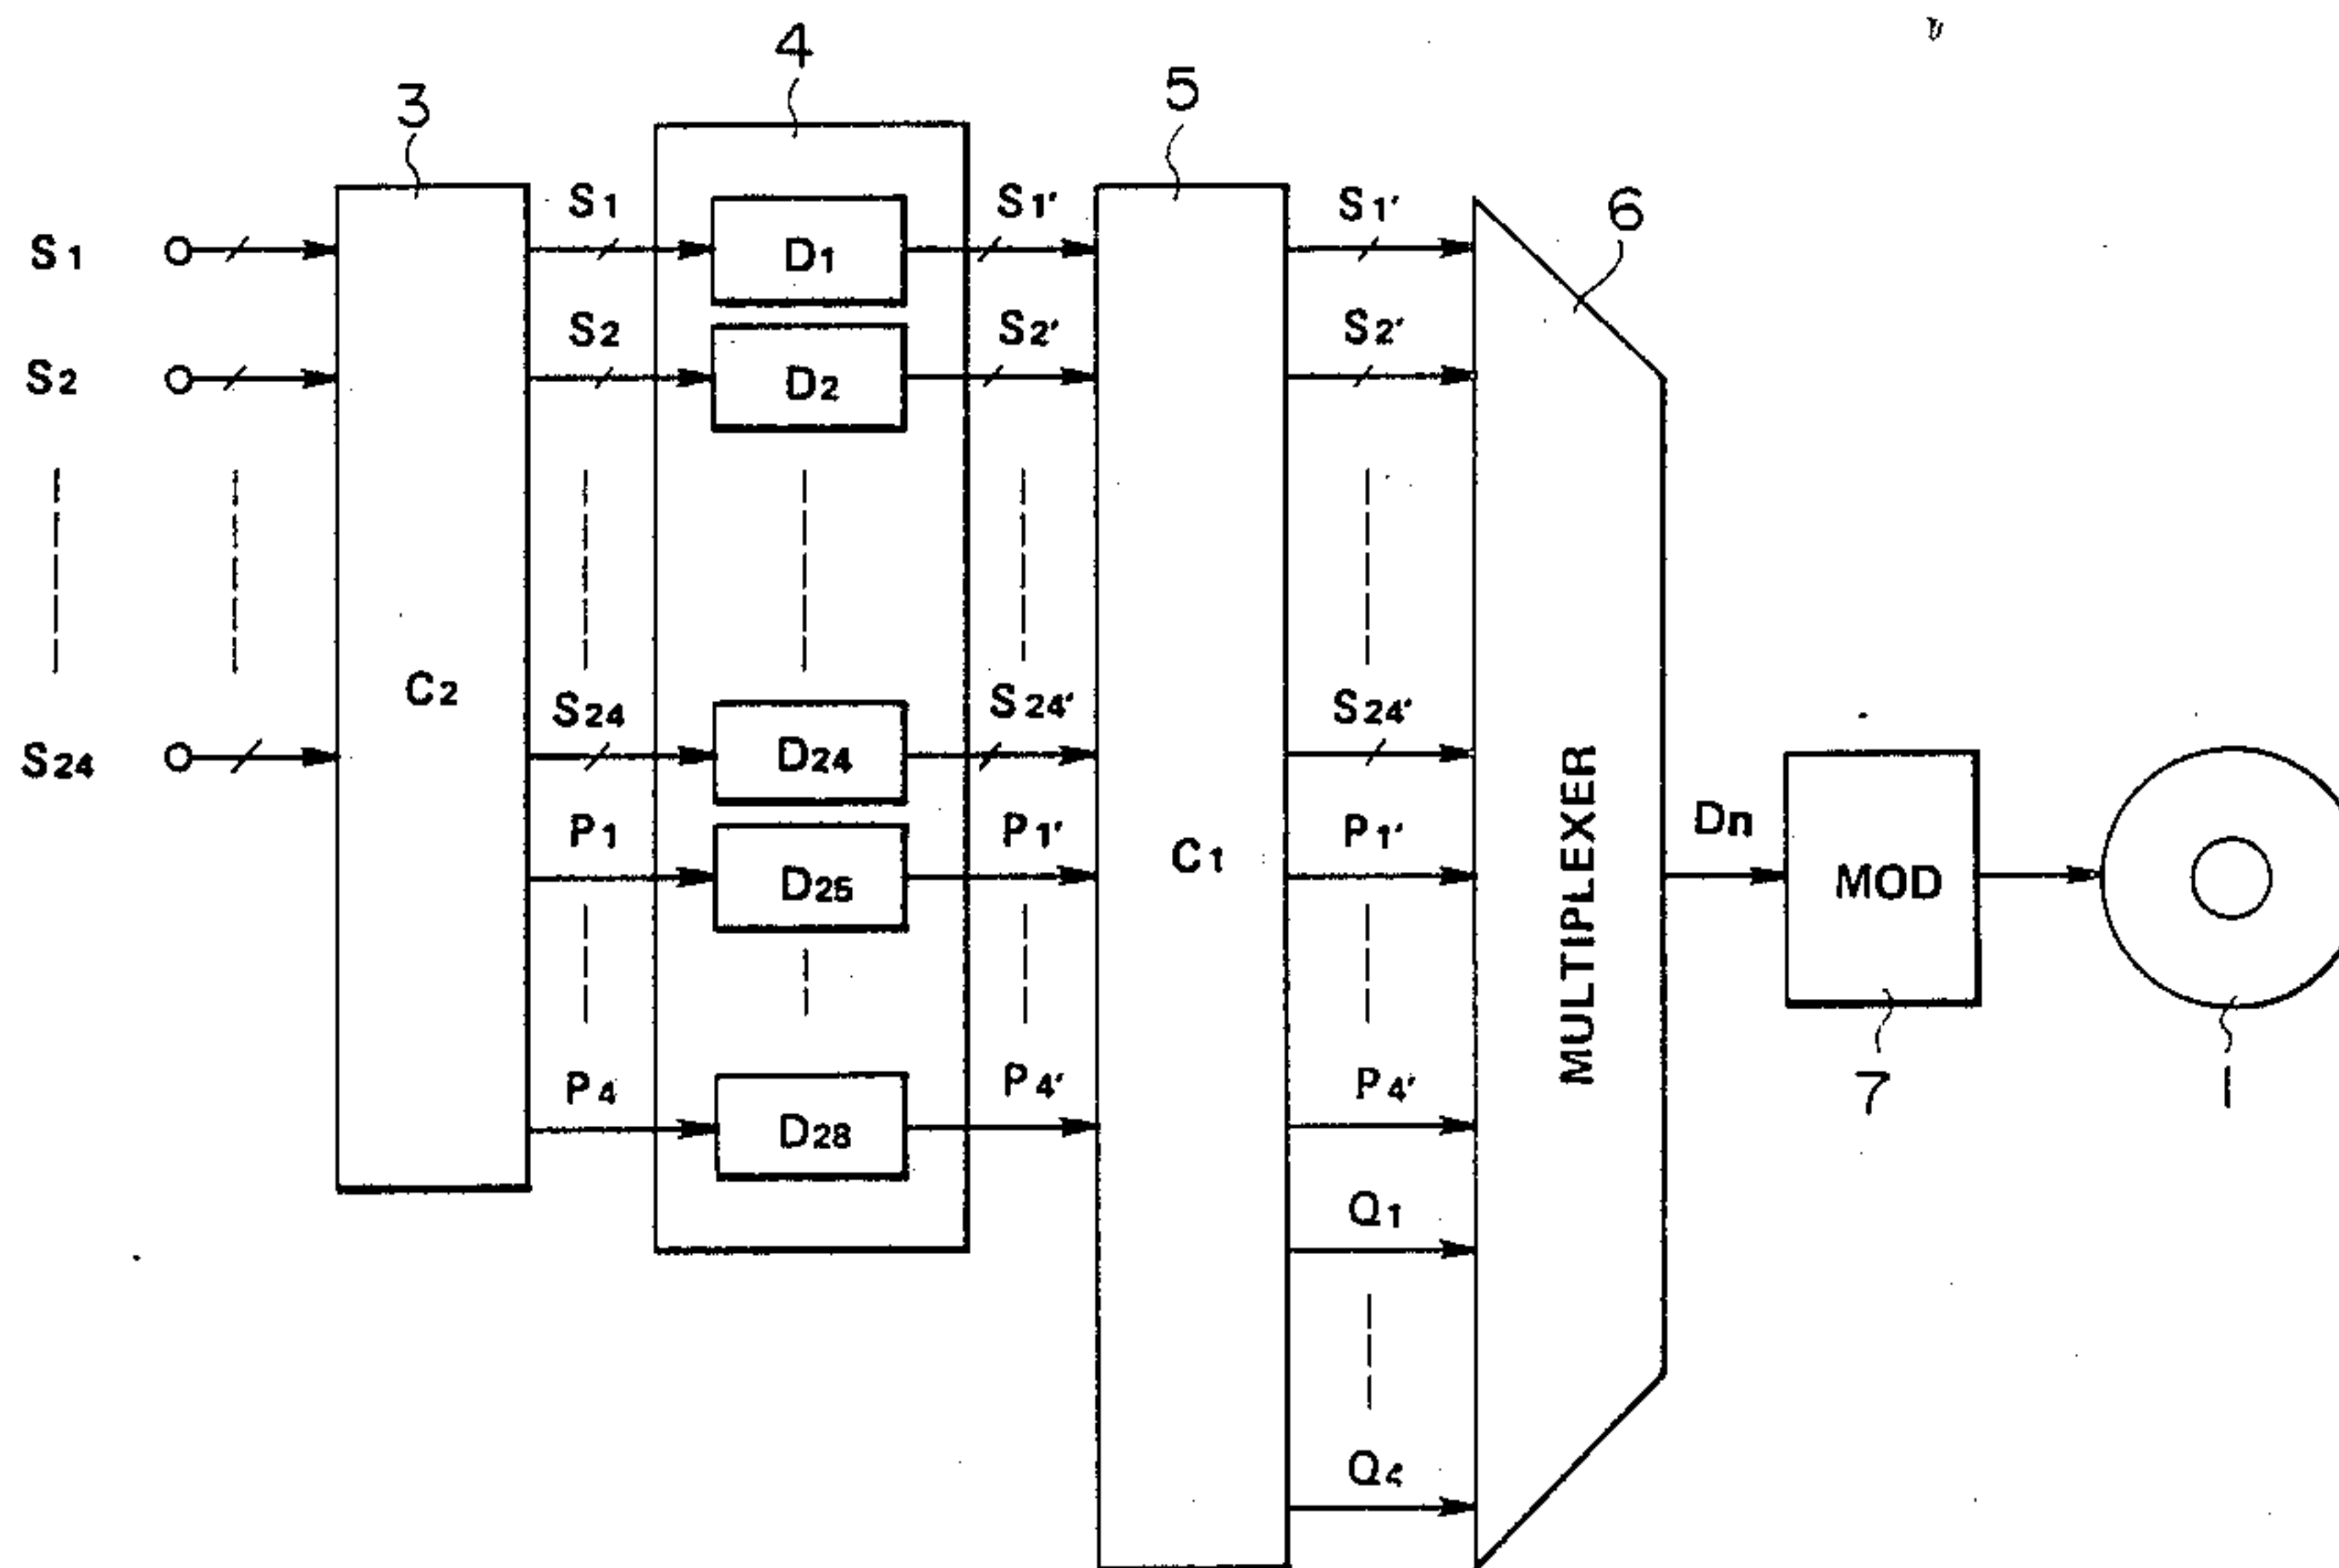 4
5
3
6
S1 S1 D1 S1' S1'
S2 S2 D2 S2' S2'
C2
S24 S24 D24 S24' S24'
P1 D25 P1' C1 P1'
MULTIPLEXER
Dn MOD
P4 D28 P4' P4'
7 1
Q1
Q4